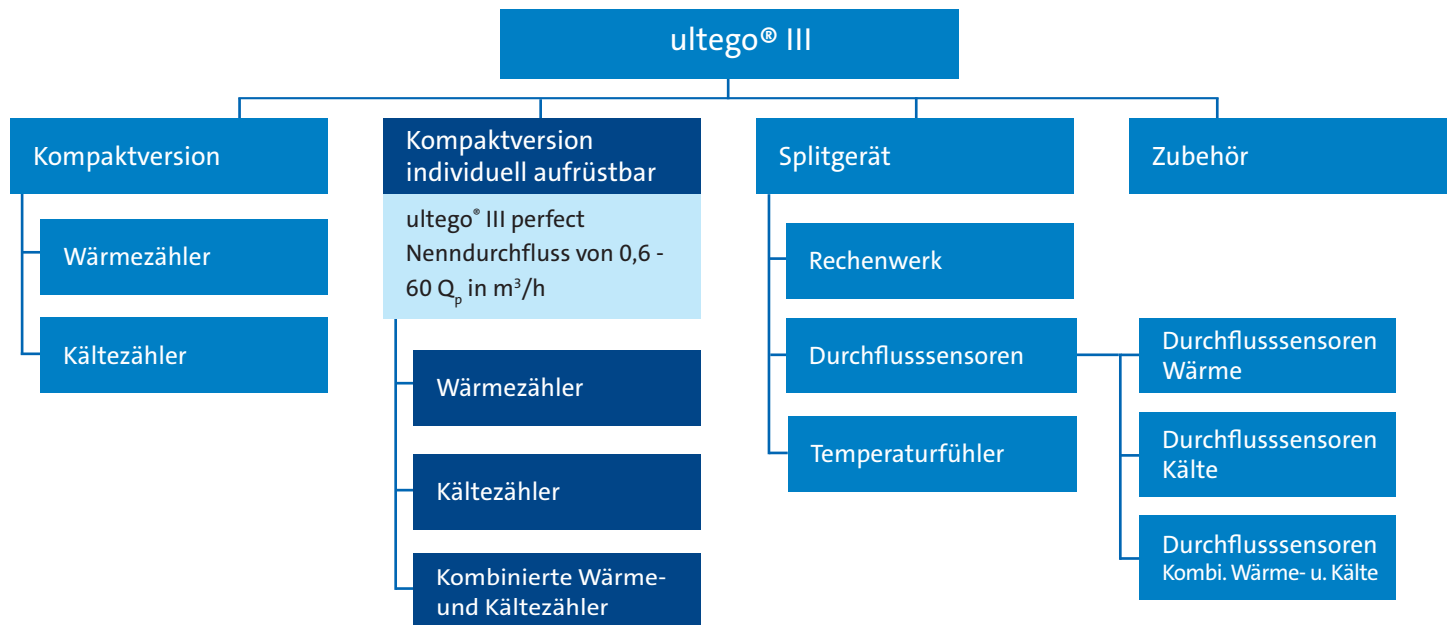 ultego® III
Kompaktversion
Wärmezähler
Kältezähler
Kompaktversion
individuell aufrüstbar
ultego® III perfect
Nenndurchfluss von 0,6 -
60 Qₚ in m³/h
Wärmezähler
Kältezähler
Kombinierte Wärme-
und Kältezähler
Splitgerät
Rechenwerk
Durchflusssensoren
Temperaturfühler
Durchflusssensoren
Wärme
Durchflusssensoren
Kälte
Durchflusssensoren
Kombi. Wärme- u. Kälte
Zubehör